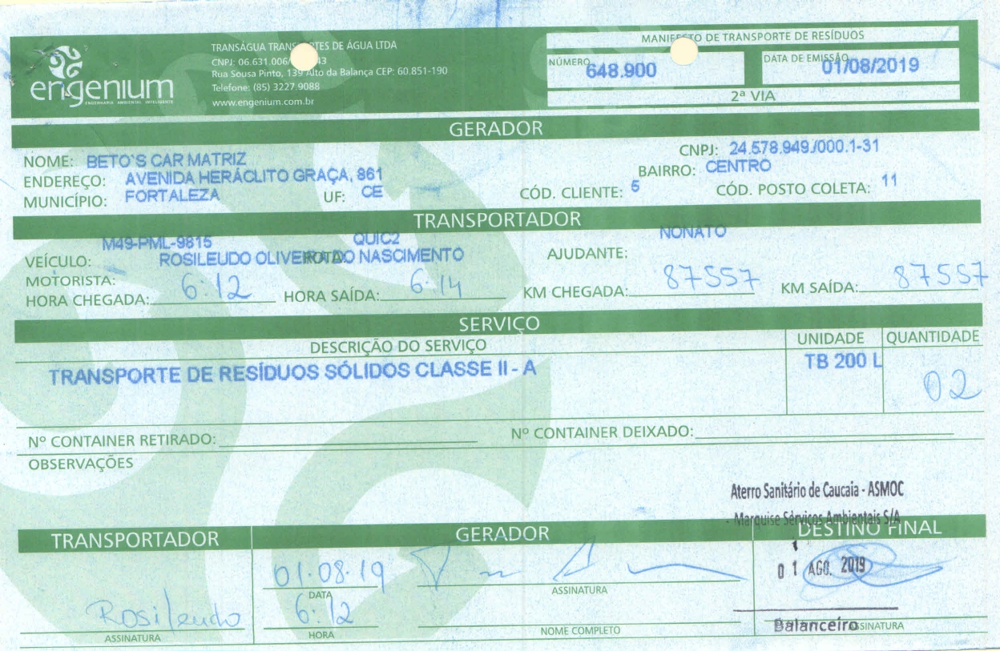 engenium
ENGENHARIA AMBIENTAL INTELIGENTE
TRANSÁGUA DE ÁGUA LTDA
CNPJ: 06.631.006/ 43
Rua Sousa Pinto, 139 Alto da Balança CEP: 60.851-190
Telefone: (85) 3227.9088
www.engenium.com.br
MANIFESTO DE TRANSPORTE DE RESÍDUOS
NÚMERO 648.900
DATA DE EMISSÃO 01/08/2019
2ª VIA
GERADOR
NOME: BETO'S CAR MATRIZ CNPJ: 24.578.949./000.1-31
ENDEREÇO: AVENIDA HERÁCLITO GRAÇA, 861 BAIRRO: CENTRO
MUNICÍPIO: FORTALEZA UF: CE CÓD. CLIENTE: 5 CÓD. POSTO COLETA: 11
TRANSPORTADOR
VEÍCULO: M49-PML-9815 ROTA: QUIC2 AJUDANTE: NONATO
MOTORISTA: ROSILEUDO OLIVEIRA DO NASCIMENTO
HORA CHEGADA: 6:12 HORA SAÍDA: 6:14 KM CHEGADA: 87557 KM SAÍDA: 87557
SERVIÇO
DESCRIÇÃO DO SERVIÇO UNIDADE QUANTIDADE
TRANSPORTE DE RESÍDUOS SÓLIDOS CLASSE II - A TB 200 L 02
Nº CONTAINER RETIRADO: Nº CONTAINER DEIXADO:
OBSERVAÇÕES
Aterro Sanitário de Caucaia - ASMOC
Marquise Serviços Ambientais S/A
TRANSPORTADOR GERADOR DESTINO FINAL
01.08.19 01 AGO. 2019
DATA ASSINATURA
Rosileudo 6:12 Balanceiro
ASSINATURA HORA NOME COMPLETO ASSINATURA